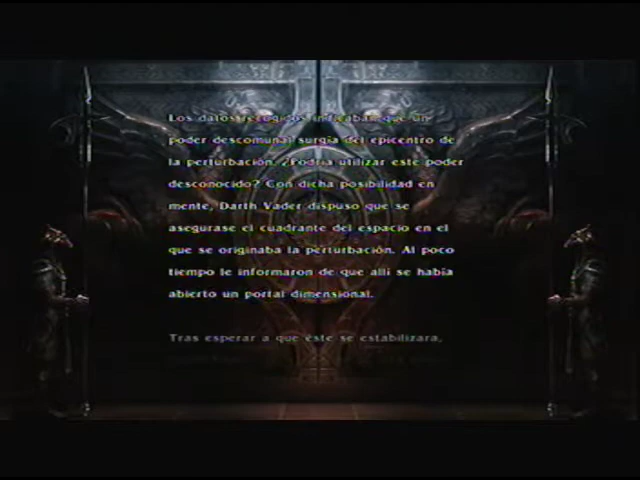 Los datos recogidos indicaban que un
poder descomunal surgía del epicentro de
la perturbación. ¿Podría utilizar este poder
desconocido? Con dicha posibilidad en
mente, Darth Vader dispuso que se
asegurase el cuadrante del espacio en el
que se originaba la perturbación. Al poco
tiempo le informaron de que allí se había
abierto un portal dimensional.
Tras esperar a que éste se estabilizara,